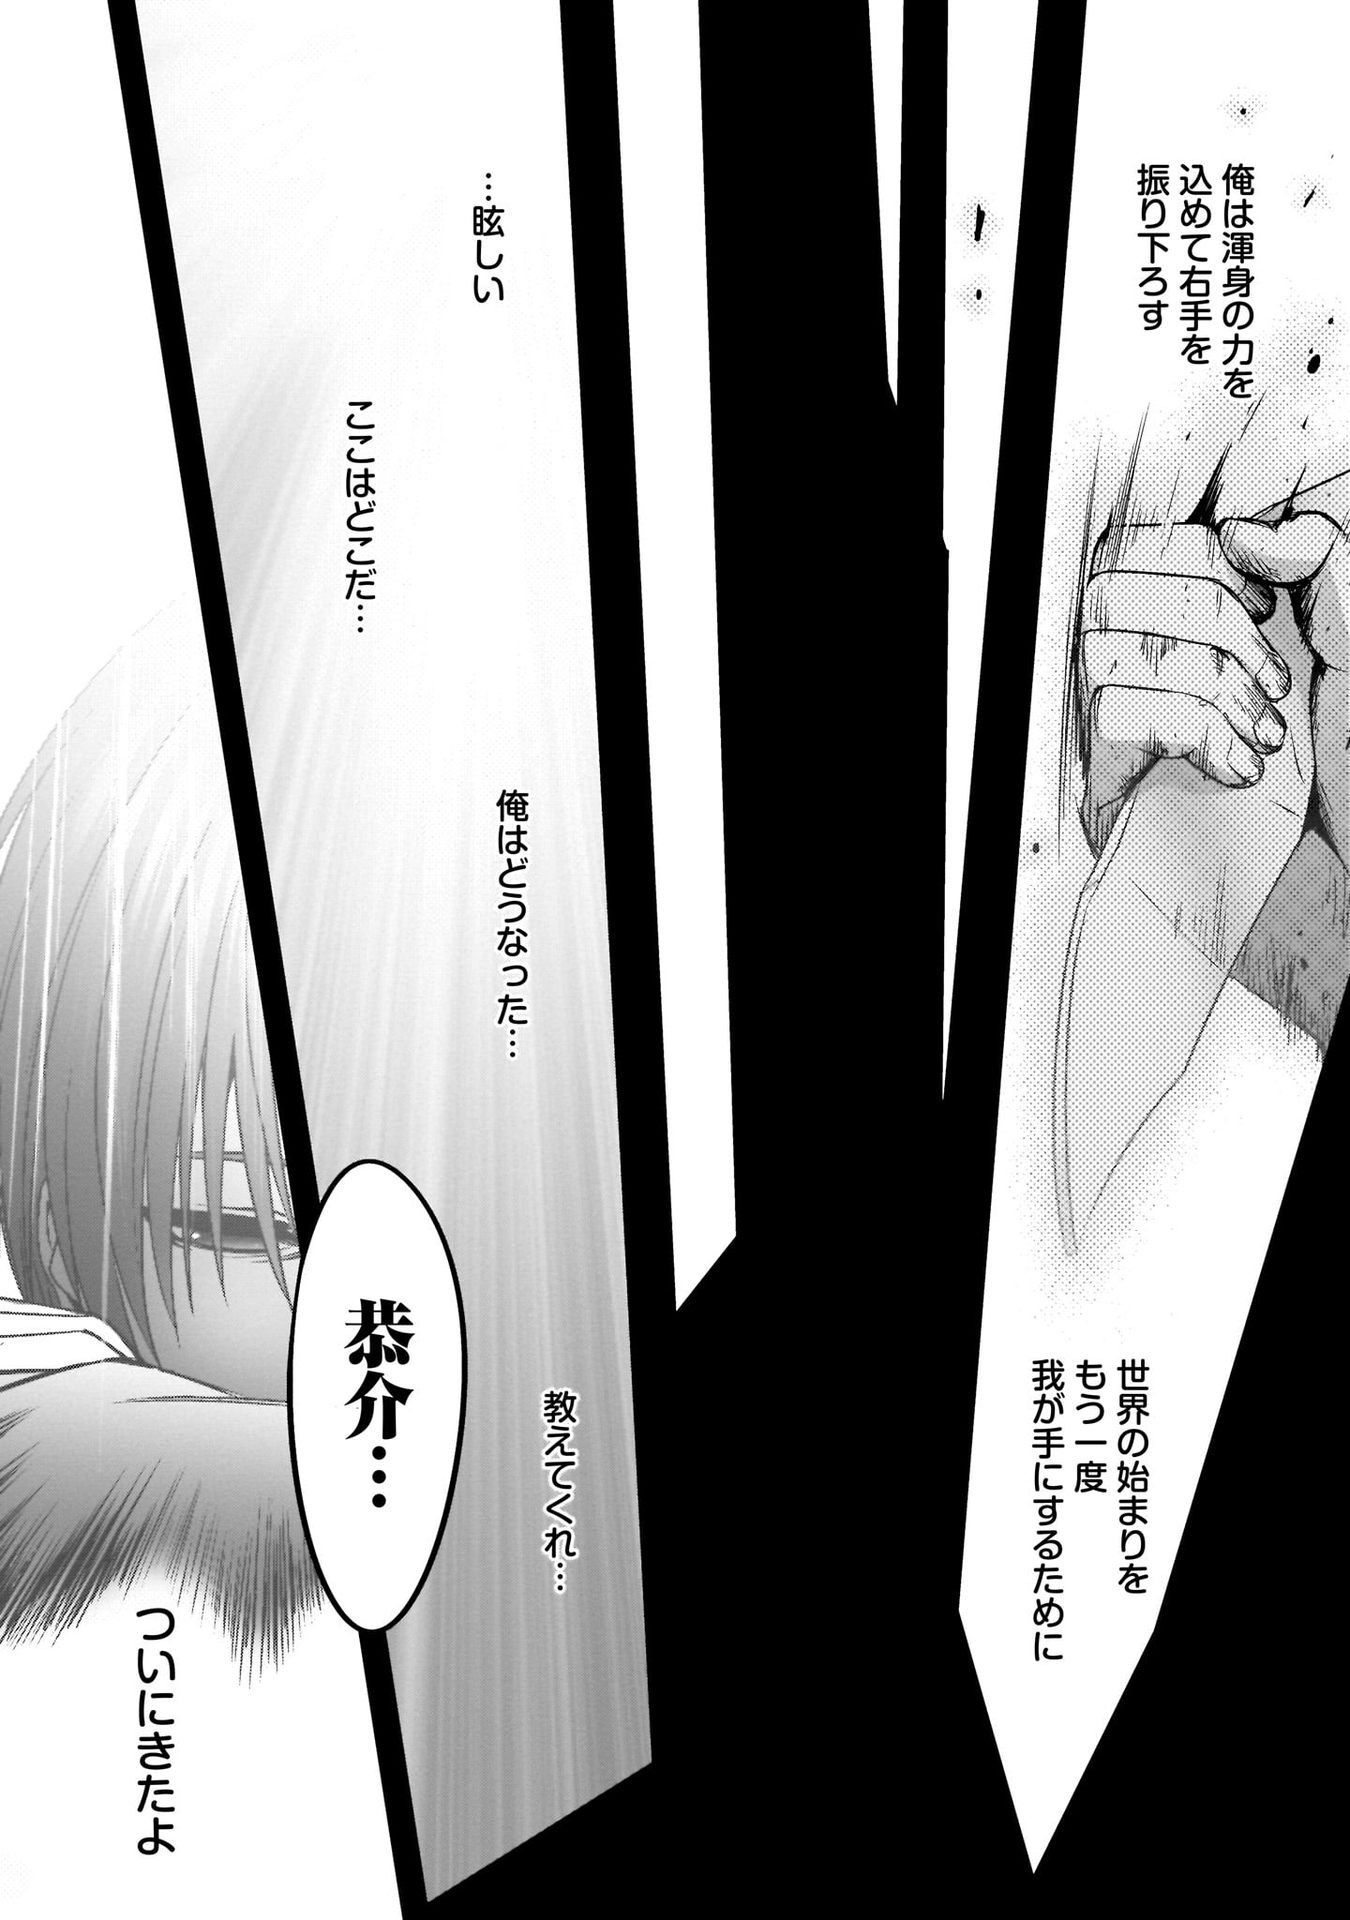 俺は渾身の力を
込めて右手を
振り下ろす
世界の始まりを
もう一度
我が手にするために
…眩しい
ここはどこだ…
俺はどうなった…
教えてくれ…
恭介…
ついにきたよ